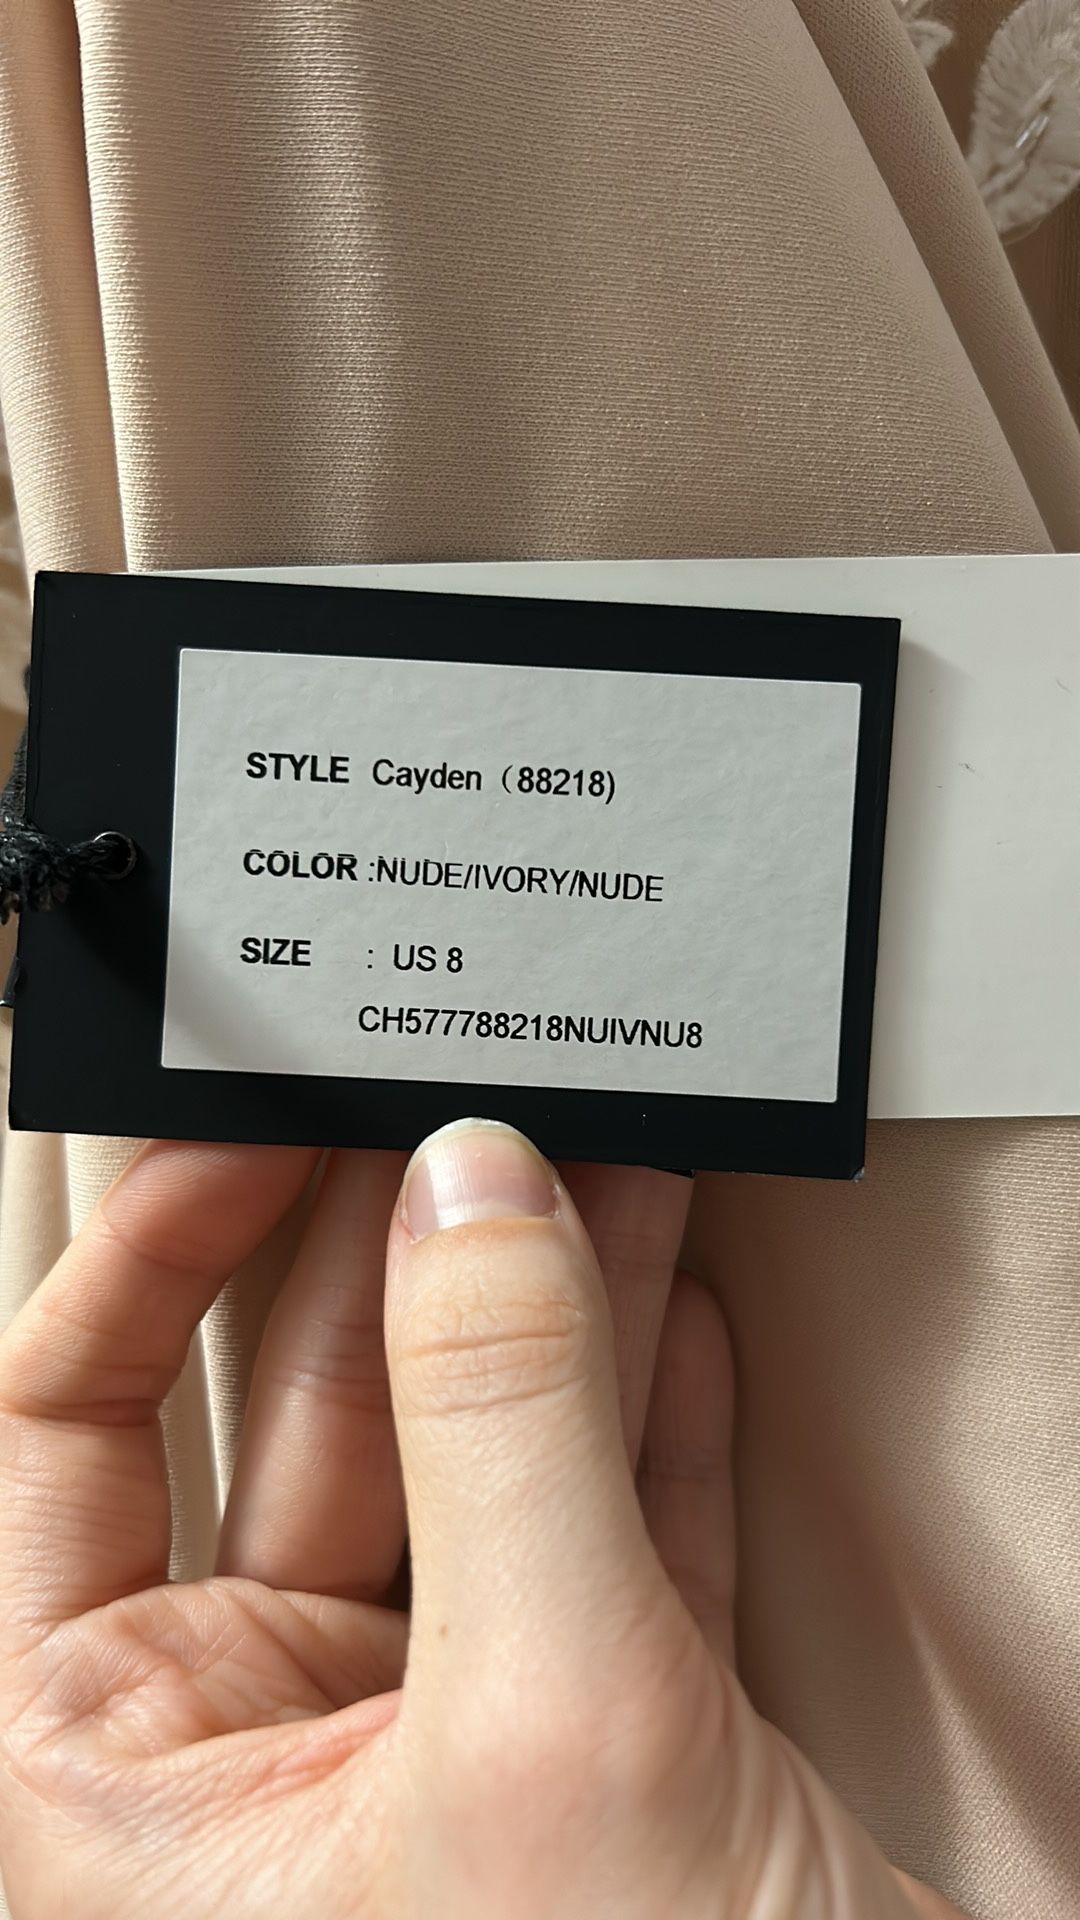 STYLE Cayden （88218)
COLOR :NUDE/IVORY/NUDE
SIZE : US 8
CH577788218NUIVNU8